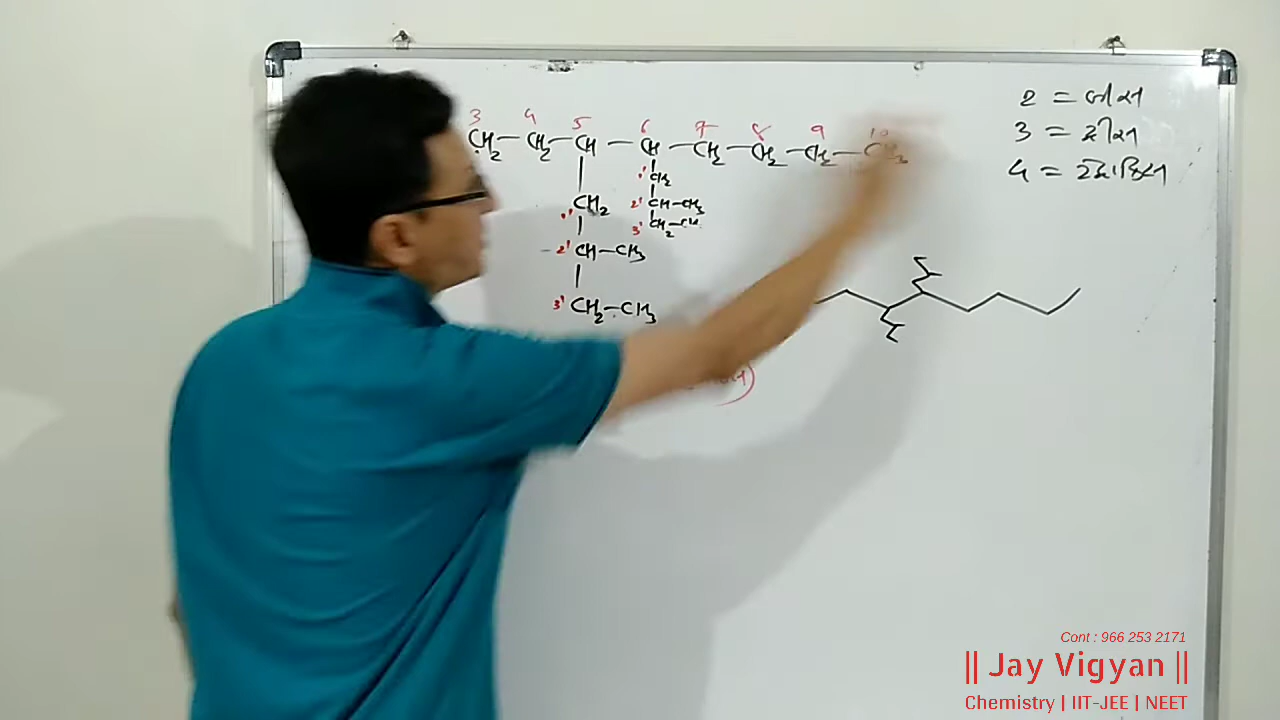 3 4 5 6 7 8 9 10
CH₂ – CH₂ – CH – CH – CH₂ – CH₂ – CH₂ – CH₃
1' CH₂
2' CH–CH₃
3' CH₂–CH₃
1' CH₂
2' CH–CH₃
3' CH₂–CH₃
2 = બીસ
3 = ટ્રીસ
4 =
Cont : 966 253 2171
|| Jay Vigyan ||
Chemistry | IIT-JEE | NEET